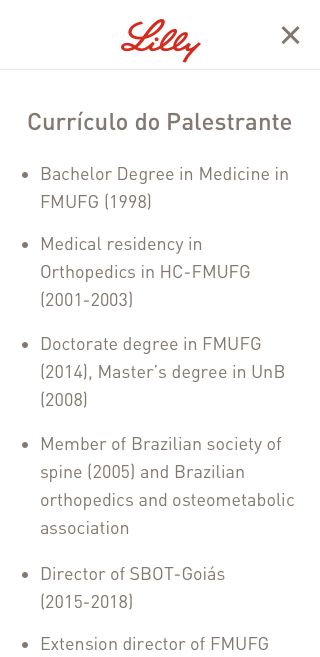 Lilly
Currículo do Palestrante
• Bachelor Degree in Medicine in
FMUFG (1998)
• Medical residency in
Orthopedics in HC-FMUFG
(2001-2003)
• Doctorate degree in FMUFG
(2014), Master's degree in UnB
(2008)
• Member of Brazilian society of
spine (2005) and Brazilian
orthopedics and osteometabolic
association
• Director of SBOT-Goiás
(2015-2018)
• Extension director of FMUFG